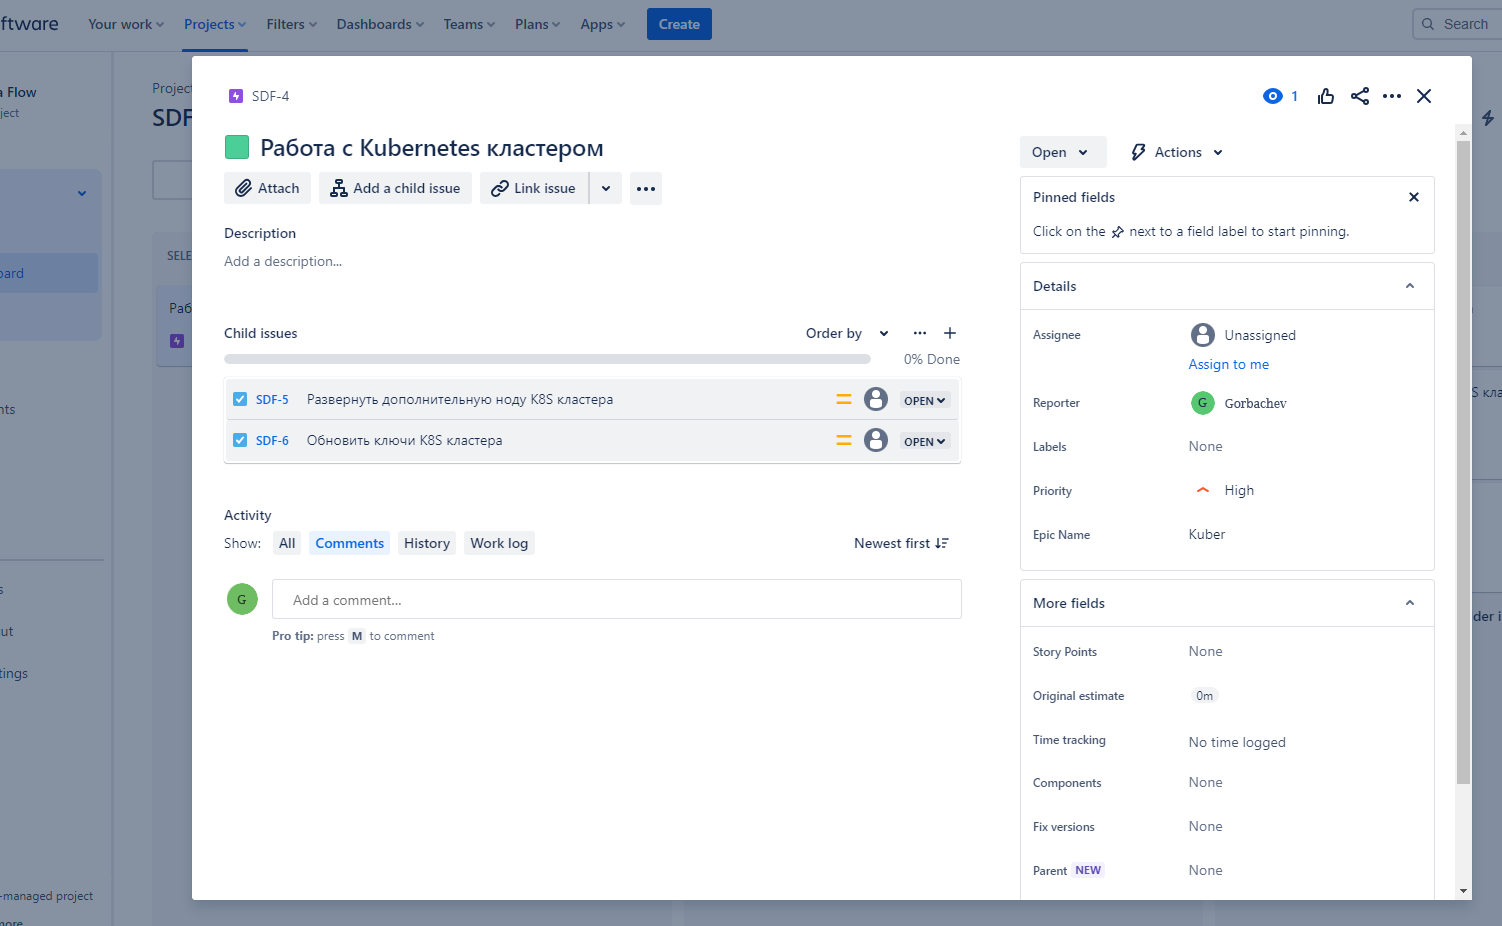 ftware Your work Projects Filters Dashboards Teams Plans Apps Create Search
a Flow
ject
Project
SDF
SELE
oard
Раб
nts
s
ut
tings
-managed project
more
SDF-4
1
Работа с Kubernetes кластером
Attach Add a child issue Link issue
Description
Add a description...
Child issues Order by
0% Done
SDF-5 Развернуть дополнительную ноду K8S кластера OPEN
SDF-6 Обновить ключи K8S кластера OPEN
Activity
Show: All Comments History Work log Newest first
G Add a comment...
Pro tip: press M to comment
Open Actions
Pinned fields
Click on the next to a field label to start pinning.
Details
Assignee Unassigned
Assign to me
Reporter G Gorbachev
Labels None
Priority High
Epic Name Kuber
More fields
Story Points None
Original estimate 0m
Time tracking No time logged
Components None
Fix versions None
Parent NEW None
S кла
der i